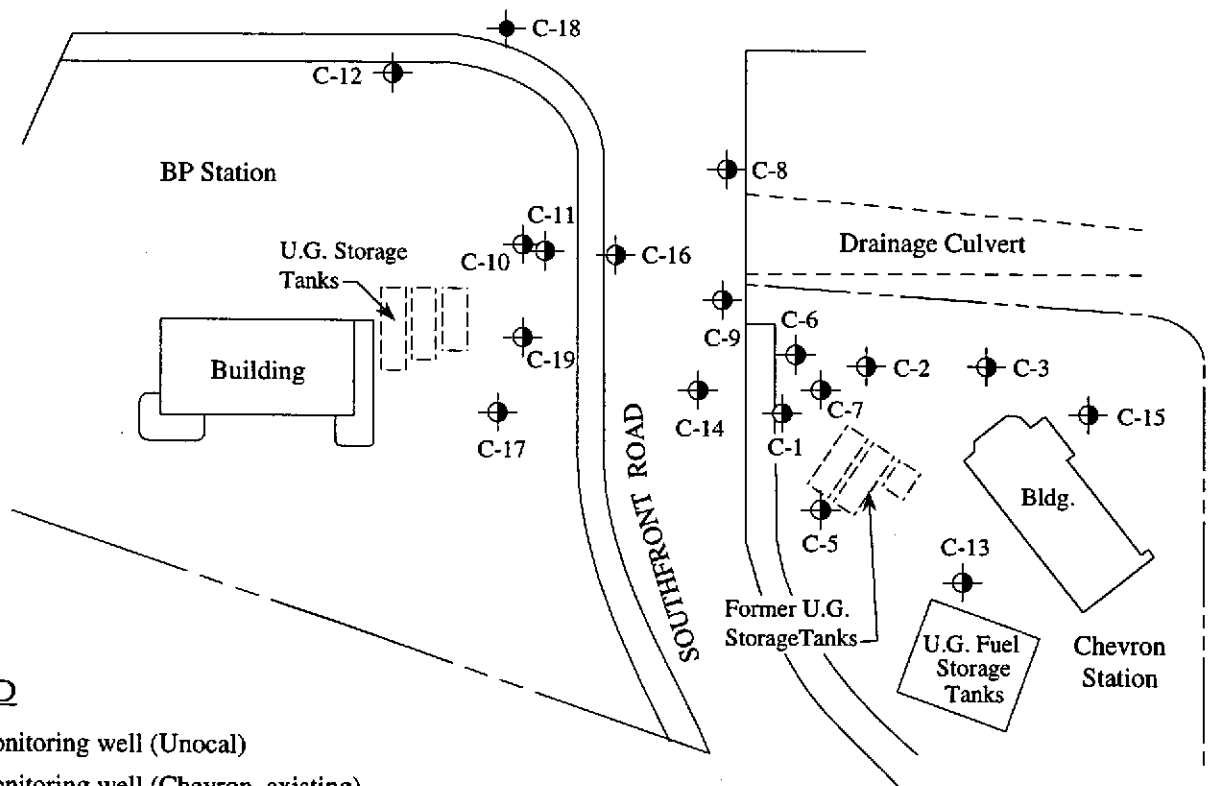 C-18
C-12
BP Station
C-8
C-11
U.G. Storage
Tanks
C-10
C-16
Drainage Culvert
C-9
C-6
C-19
Building
C-2
C-3
C-7
C-14
C-1
C-15
C-17
SOUTHFRONT ROAD
Bldg.
C-5
C-13
Former U.G.
StorageTanks
U.G. Fuel
Storage
Tanks
Chevron
Station
onitoring well (Unocal)